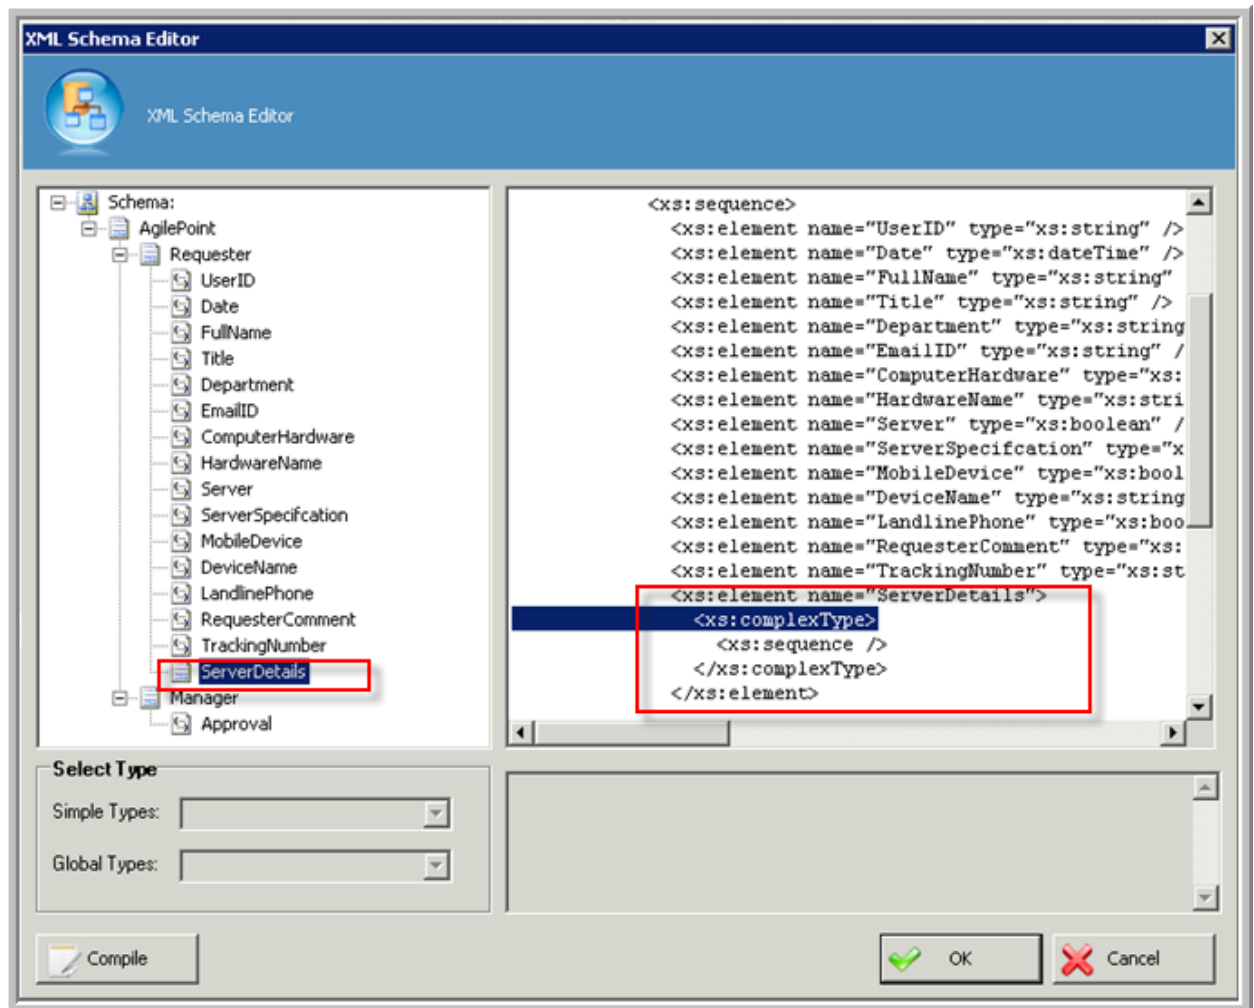 XML Schema Editor
XML Schema Editor
Schema:
AgilePoint
Requester
UserID
Date
FullName
Title
Department
EmailID
ComputerHardware
HardwareName
Server
ServerSpecifcation
MobileDevice
DeviceName
LandlinePhone
RequesterComment
TrackingNumber
ServerDetails
Manager
Approval
<xs:sequence>
<xs:element name="UserID" type="xs:string" />
<xs:element name="Date" type="xs:dateTime" />
<xs:element name="FullName" type="xs:string"
<xs:element name="Title" type="xs:string" />
<xs:element name="Department" type="xs:string
<xs:element name="EmailID" type="xs:string" /
<xs:element name="ComputerHardware" type="xs:
<xs:element name="HardwareName" type="xs:stri
<xs:element name="Server" type="xs:boolean" /
<xs:element name="ServerSpecifcation" type="x
<xs:element name="MobileDevice" type="xs:bool
<xs:element name="DeviceName" type="xs:string
<xs:element name="LandlinePhone" type="xs:boo
<xs:element name="RequesterComment" type="xs:
<xs:element name="TrackingNumber" type="xs:st
<xs:element name="ServerDetails">
<xs:complexType>
<xs:sequence />
</xs:complexType>
</xs:element>
Select Type
Simple Types:
Global Types:
Compile
OK
Cancel